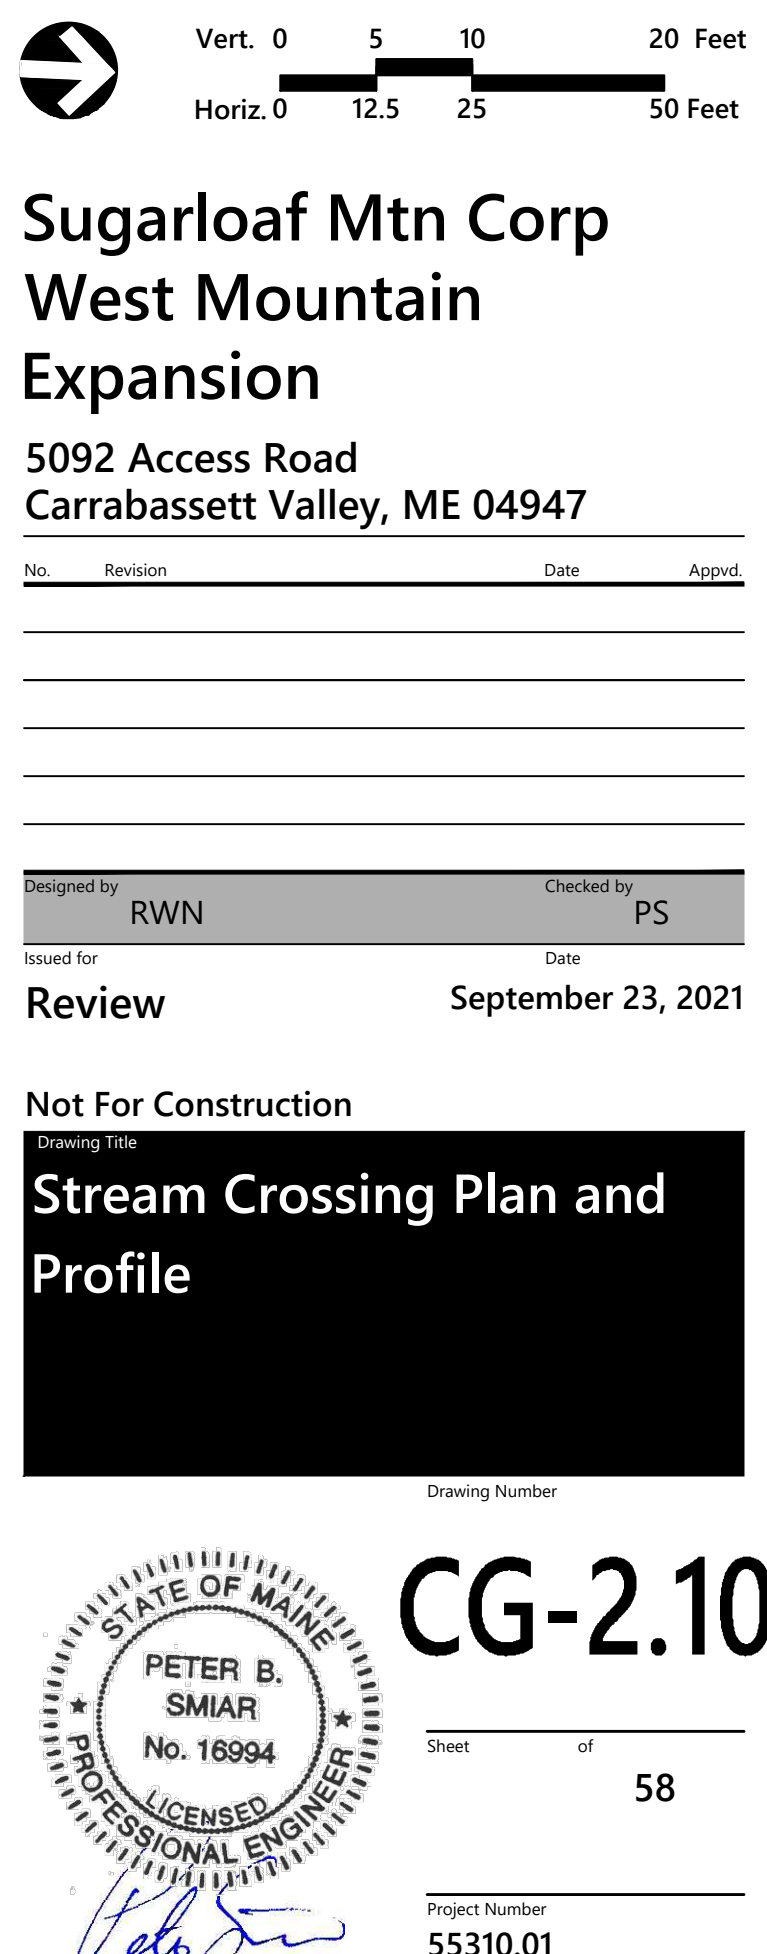 Vert. 0 5 10 20 Feet
Horiz. 0 12.5 25 50 Feet
Sugarloaf Mtn Corp
West Mountain
Expansion
5092 Access Road
Carrabassett Valley, ME 04947
No. Revision Date Appvd.
Designed by Checked by
RWN PS
Issued for Date
Review September 23, 2021
Not For Construction
Drawing Title
Stream Crossing Plan and
Profile
Drawing Number
CG-2.10
STATE OF MAINE
PETER B.
SMIAR
No. 16994
LICENSED
PROFESSIONAL ENGINEER
Sheet of
58
Project Number
55310.01